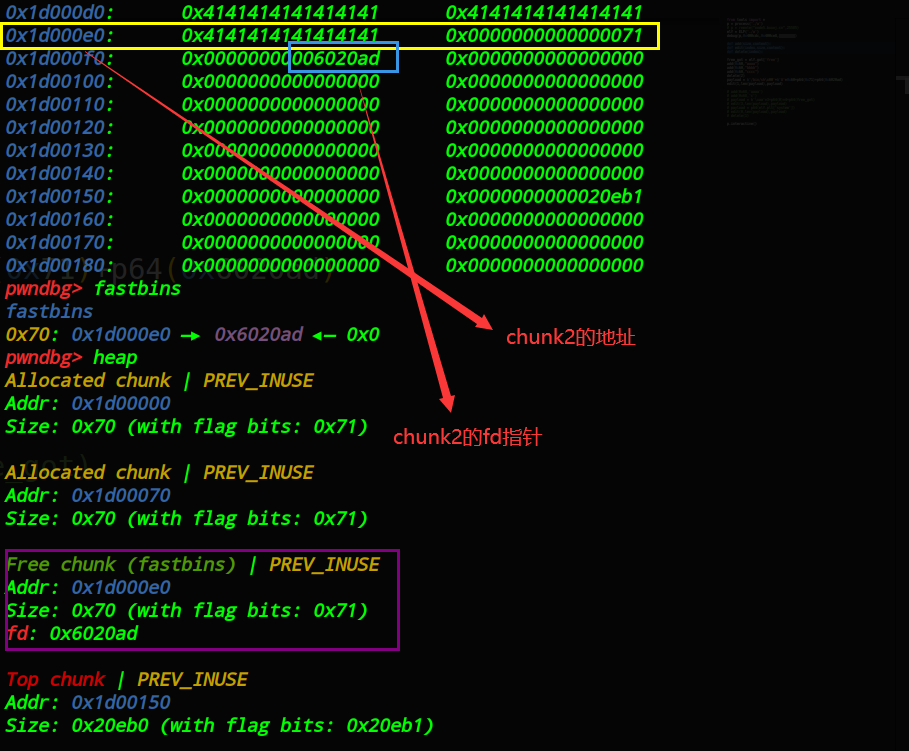 0x1d000d0: 0x4141414141414141 0x4141414141414141
0x1d000e0: 0x4141414141414141 0x0000000000000071
0x1d000f0: 0x00000000006020ad 0x0000000000000000
0x1d00100: 0x0000000000000000 0x0000000000000000
0x1d00110: 0x0000000000000000 0x0000000000000000
0x1d00120: 0x0000000000000000 0x0000000000000000
0x1d00130: 0x0000000000000000 0x0000000000000000
0x1d00140: 0x0000000000000000 0x0000000000000000
0x1d00150: 0x0000000000000000 0x0000000000020eb1
0x1d00160: 0x0000000000000000 0x0000000000000000
0x1d00170: 0x0000000000000000 0x0000000000000000
0x1d00180: 0x0000000000000000 0x0000000000000000
pwndbg> fastbins
fastbins
0x70: 0x1d000e0 → 0x6020ad ← 0x0
chunk2的地址
pwndbg> heap
Allocated chunk | PREV_INUSE
Addr: 0x1d00000
Size: 0x70 (with flag bits: 0x71)
chunk2的fd指针
Allocated chunk | PREV_INUSE
Addr: 0x1d00070
Size: 0x70 (with flag bits: 0x71)
Free chunk (fastbins) | PREV_INUSE
Addr: 0x1d000e0
Size: 0x70 (with flag bits: 0x71)
fd: 0x6020ad
Top chunk | PREV_INUSE
Addr: 0x1d00150
Size: 0x20eb0 (with flag bits: 0x20eb1)